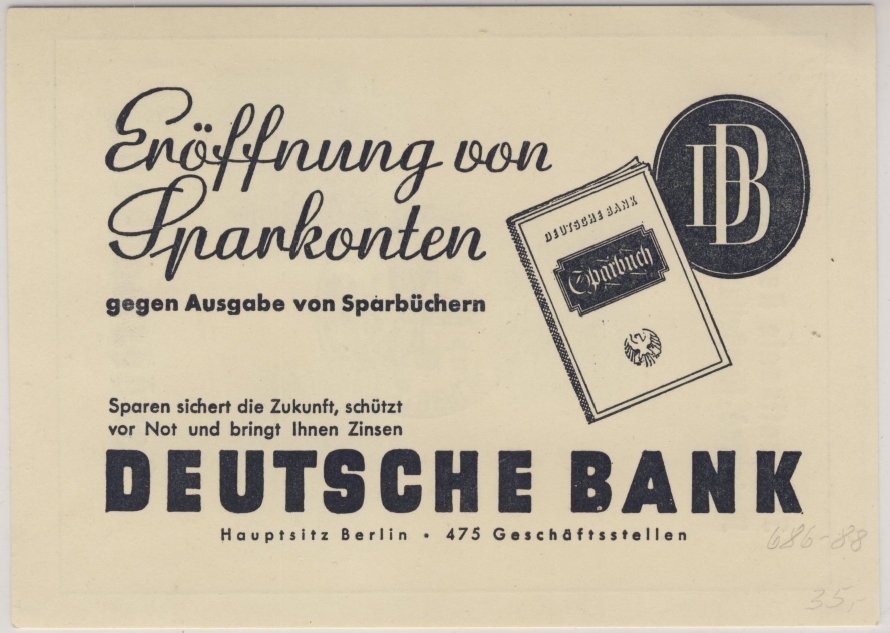 Eröffnung von
Sparkonten
gegen Ausgabe von Sparbüchern
DB
DEUTSCHE BANK
Sparbuch
Sparen sichert die Zukunft, schützt
vor Not und bringt Ihnen Zinsen
DEUTSCHE BANK
Hauptsitz Berlin • 475 Geschäftsstellen
686-88
35,-